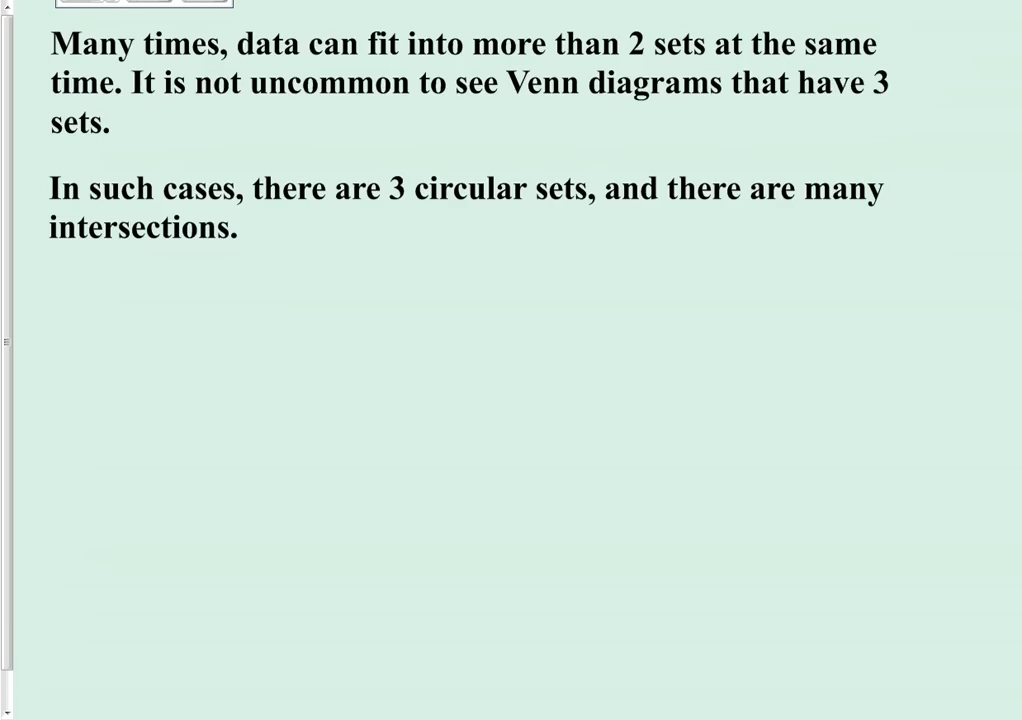 Many times, data can fit into more than 2 sets at the same
time. It is not uncommon to see Venn diagrams that have 3
sets.
In such cases, there are 3 circular sets, and there are many
intersections.